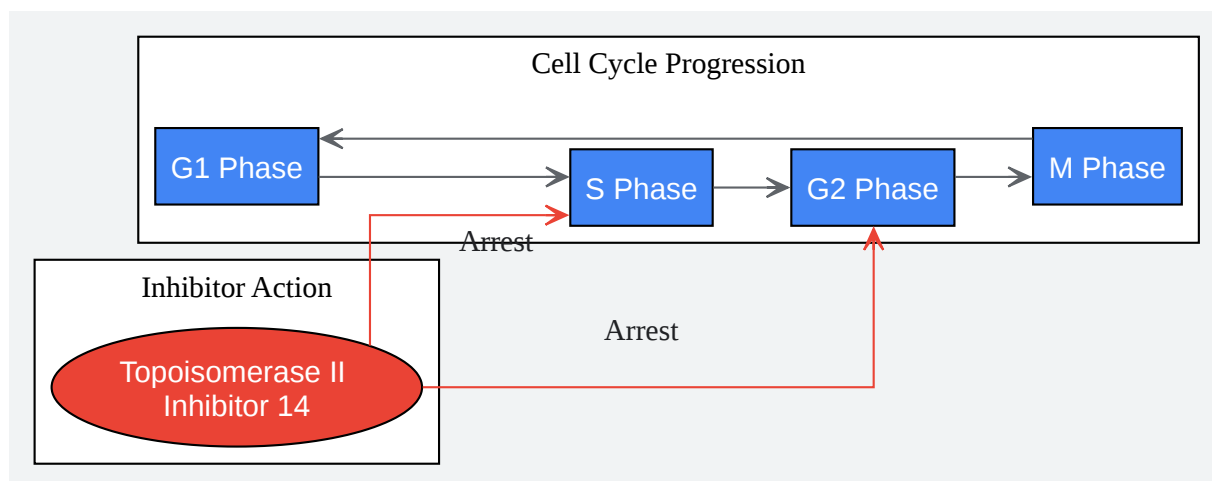 Cell Cycle Progression
G1 Phase
S Phase
G2 Phase
M Phase
Arrest
Inhibitor Action
Arrest
Topoisomerase II
Inhibitor 14